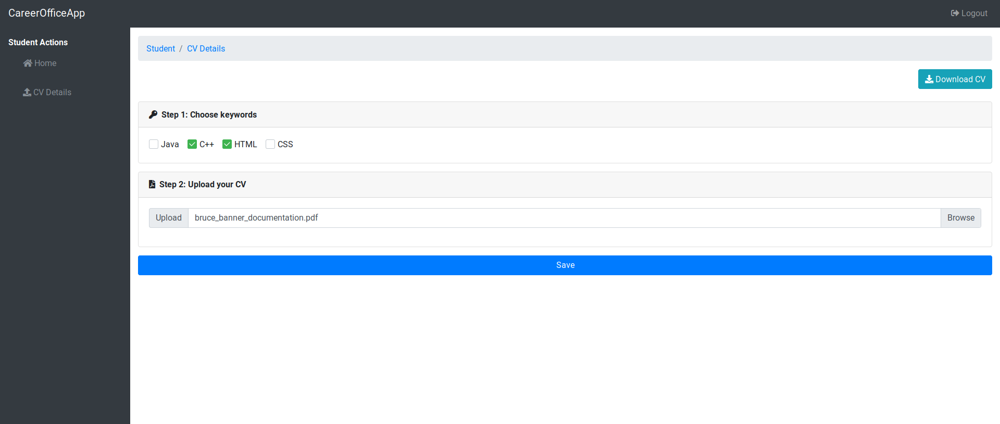 CareerOfficeApp
Logout
Student Actions
Home
CV Details
Student / CV Details
Download CV
Step 1: Choose keywords
Java C++ HTML CSS
Step 2: Upload your CV
Upload bruce_banner_documentation.pdf Browse
Save